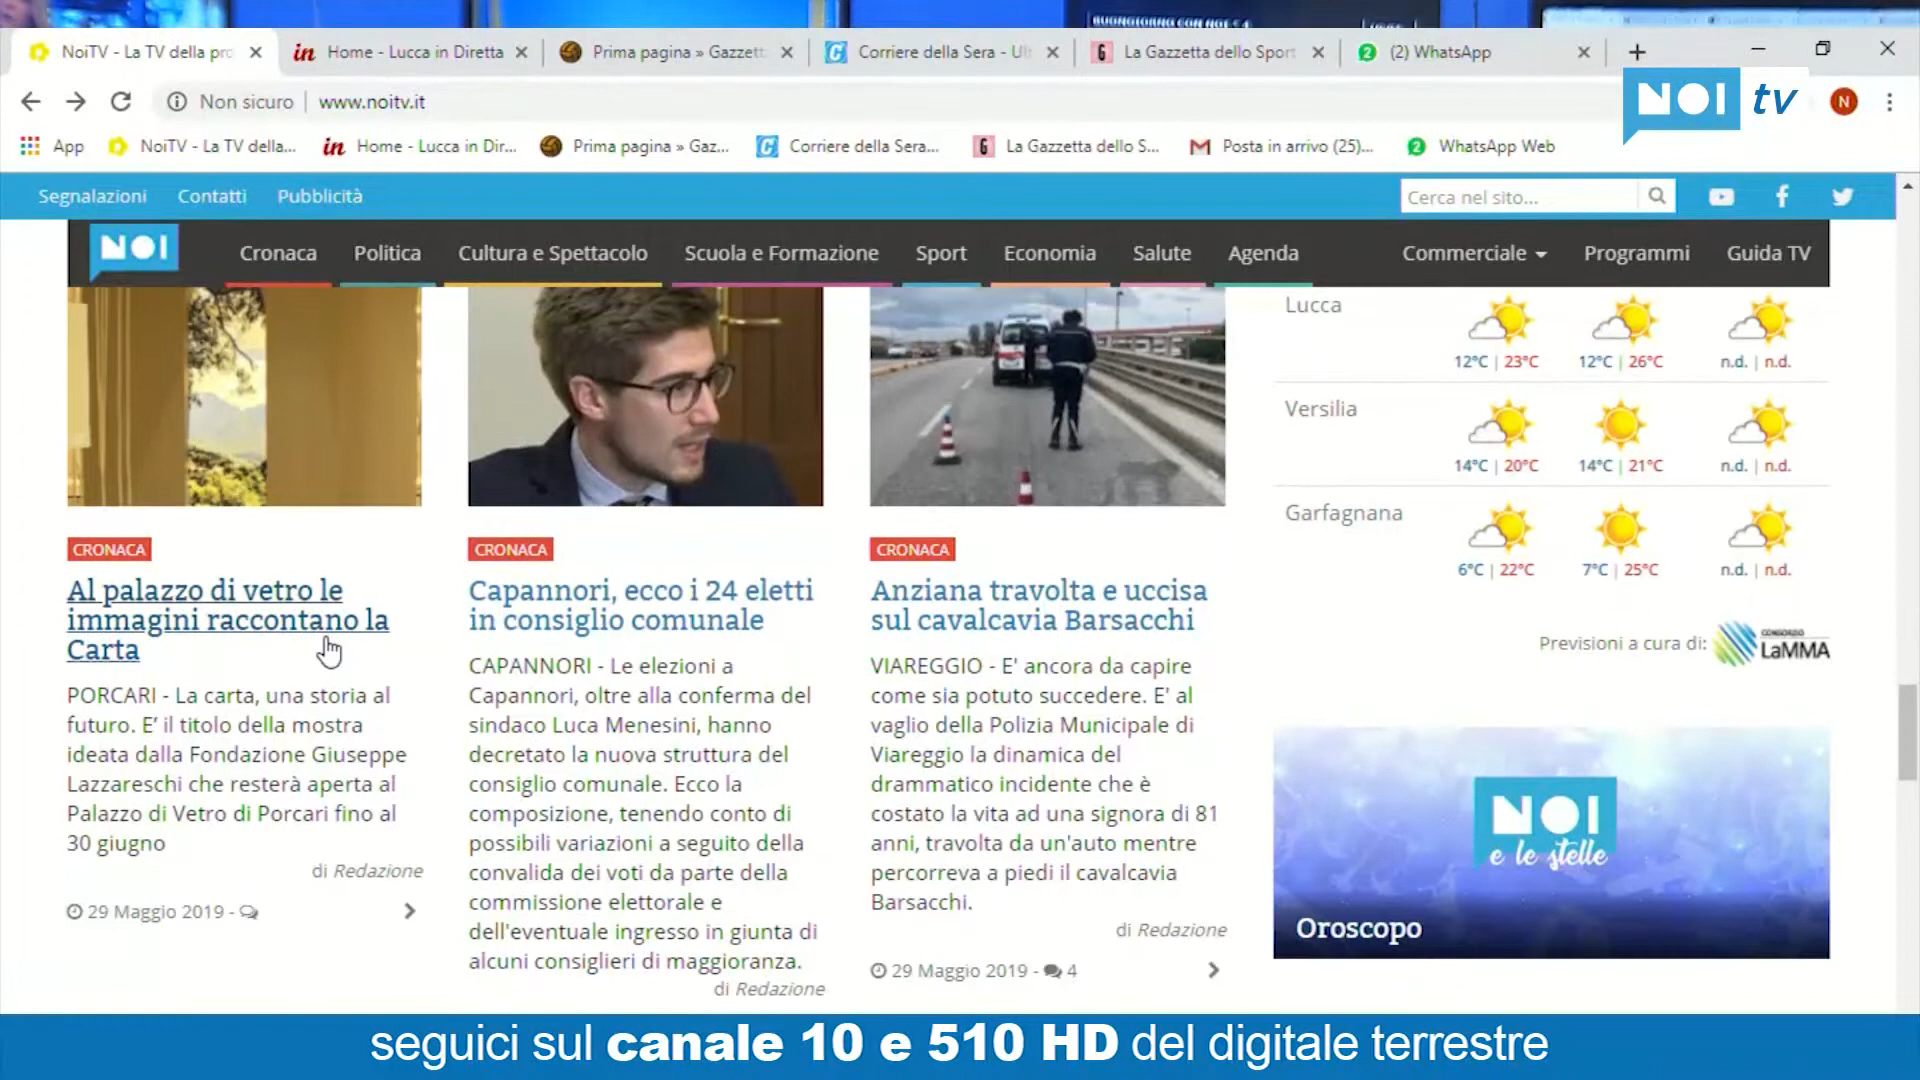 BUONGIORNO CON NOI
NoiTV - La TV della pro
Home - Lucca in Diretta
Prima pagina » Gazzett
Corriere della Sera - Ult
La Gazzetta dello Sport
(2) WhatsApp
Non sicuro | www.noitv.it
NOI tv
N
App
NoiTV - La TV della...
Home - Lucca in Dir...
Prima pagina » Gaz...
Corriere della Sera...
La Gazzetta dello S...
Posta in arrivo (25)...
WhatsApp Web
Segnalazioni Contatti Pubblicità
Cerca nel sito...
NOI
Cronaca Politica Cultura e Spettacolo Scuola e Formazione Sport Economia Salute Agenda
Commerciale Programmi Guida TV
CRONACA
Al palazzo di vetro le
immagini raccontano la
Carta
PORCARI - La carta, una storia al
futuro. E’ il titolo della mostra
ideata dalla Fondazione Giuseppe
Lazzareschi che resterà aperta al
Palazzo di Vetro di Porcari fino al
30 giugno
di Redazione
29 Maggio 2019 -
CRONACA
Capannori, ecco i 24 eletti
in consiglio comunale
CAPANNORI - Le elezioni a
Capannori, oltre alla conferma del
sindaco Luca Menesini, hanno
decretato la nuova struttura del
consiglio comunale. Ecco la
composizione, tenendo conto di
possibili variazioni a seguito della
convalida dei voti da parte della
commissione elettorale e
dell'eventuale ingresso in giunta di
alcuni consiglieri di maggioranza.
di Redazione
CRONACA
Anziana travolta e uccisa
sul cavalcavia Barsacchi
VIAREGGIO - E' ancora da capire
come sia potuto succedere. E' al
vaglio della Polizia Municipale di
Viareggio la dinamica del
drammatico incidente che è
costato la vita ad una signora di 81
anni, travolta da un'auto mentre
percorreva a piedi il cavalcavia
Barsacchi.
di Redazione
29 Maggio 2019 - 4
Lucca
12°C | 23°C 12°C | 26°C n.d. | n.d.
Versilia
14°C | 20°C 14°C | 21°C n.d. | n.d.
Garfagnana
6°C | 22°C 7°C | 25°C n.d. | n.d.
Previsioni a cura di:
CONSORZIO
LaMMA
NOI
e le stelle
Oroscopo
seguici sul canale 10 e 510 HD del digitale terrestre